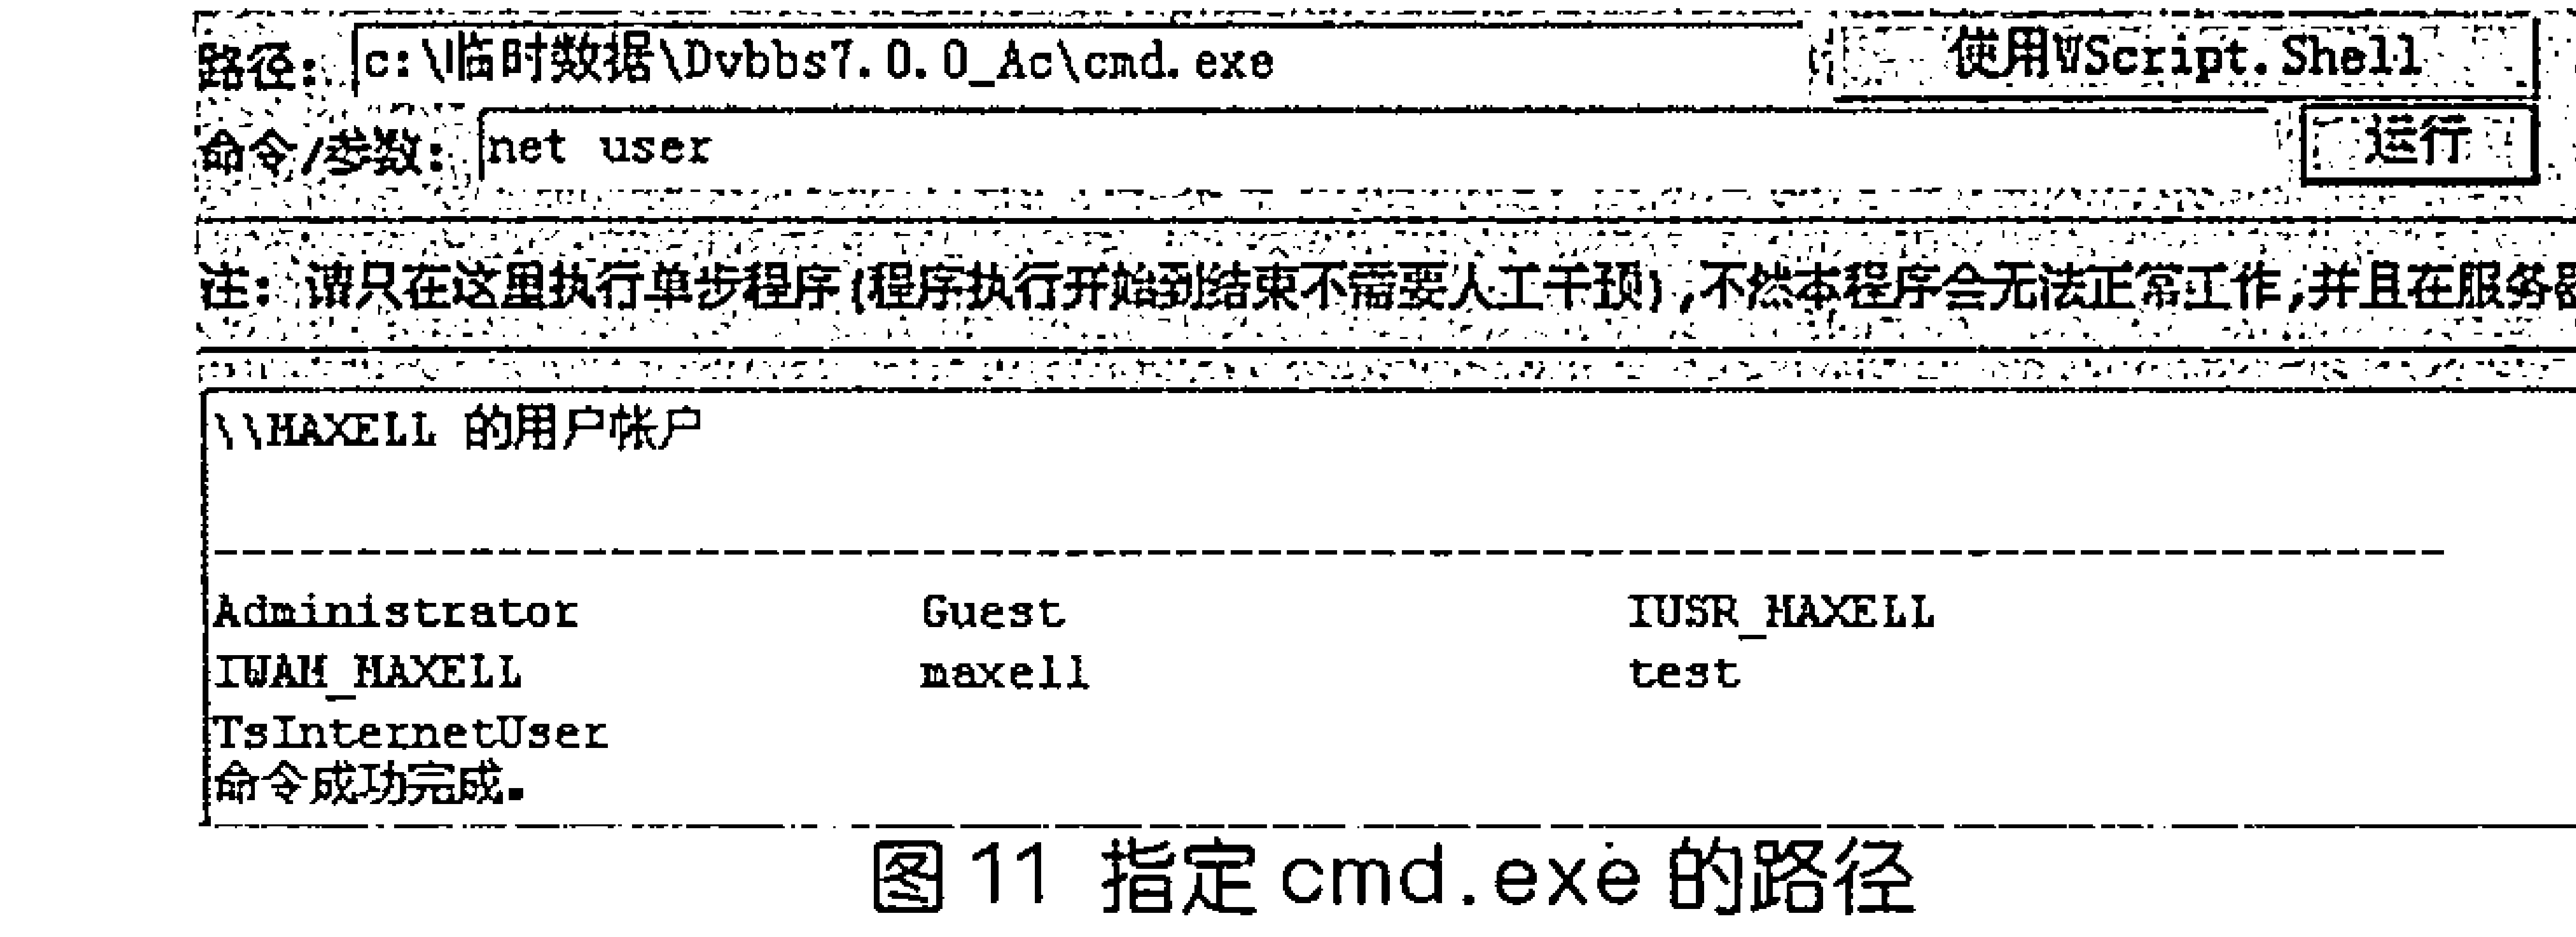 路径: c:\临时数据\Dvbbs7.0.0_Ac\cmd.exe 使用WScript.Shell
命令/参数: net user 运行
注: 请只在这里执行单步程序(程序执行开始到结束不需要人工干预),不然本程序会无法正常工作,并且在服务器
\\MAXELL 的用户帐户
-------------------------------------------------------------------------------
Administrator Guest IUSR_MAXELL
IWAM_MAXELL maxell test
TsInternetUser
命令成功完成。
图 11 指定 cmd.exe 的路径